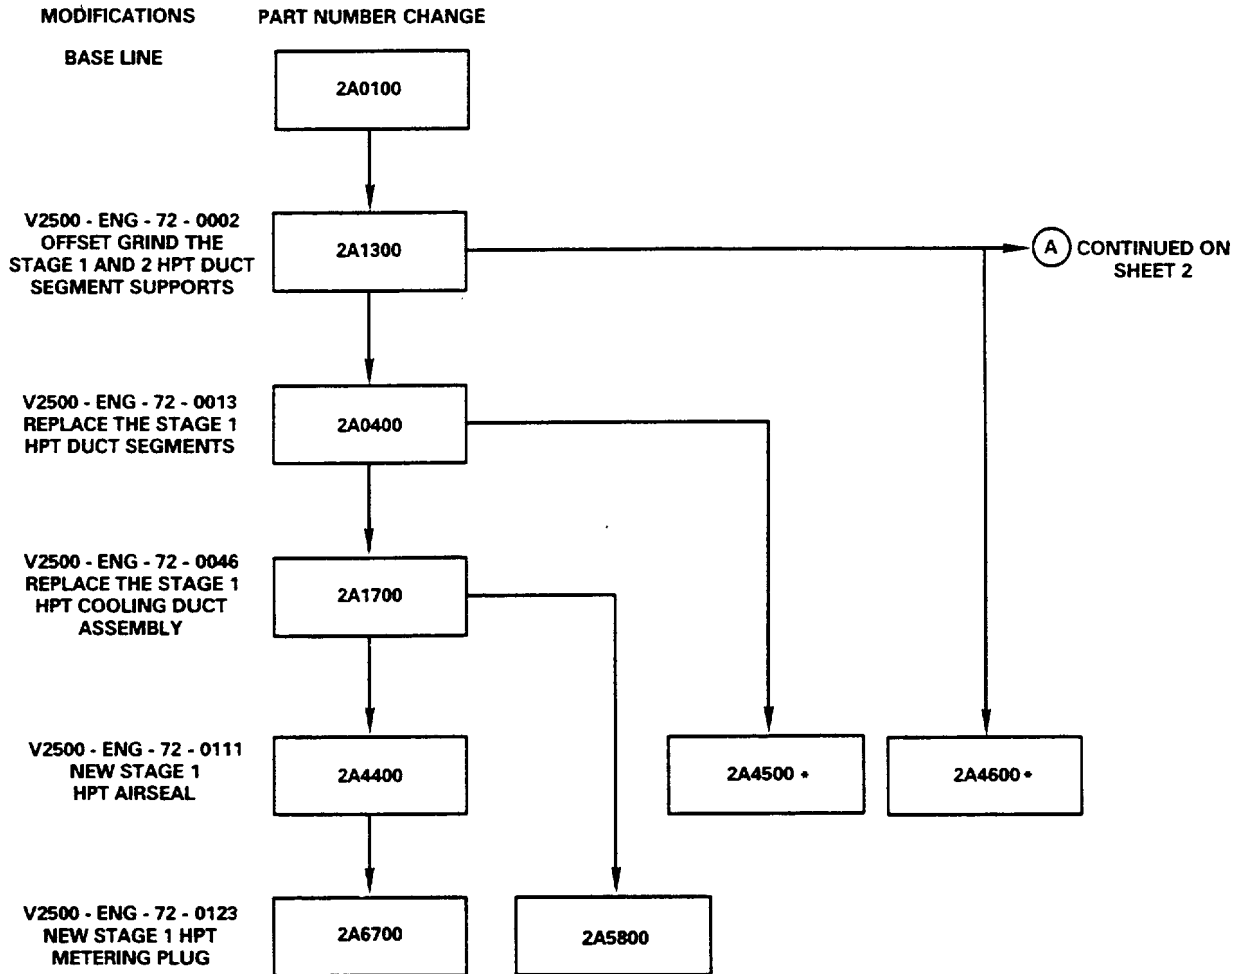 MODIFICATIONS
PART NUMBER CHANGE
BASE LINE
2A0100
V2500 - ENG - 72 - 0002
OFFSET GRIND THE
STAGE 1 AND 2 HPT DUCT
SEGMENT SUPPORTS
2A1300
A
CONTINUED ON
SHEET 2
V2500 - ENG - 72 - 0013
REPLACE THE STAGE 1
HPT DUCT SEGMENTS
2A0400
V2500 - ENG - 72 - 0046
REPLACE THE STAGE 1
HPT COOLING DUCT
ASSEMBLY
2A1700
V2500 - ENG - 72 - 0111
NEW STAGE 1
HPT AIRSEAL
2A4400
2A4500 *
2A4600 *
V2500 - ENG - 72 - 0123
NEW STAGE 1 HPT
METERING PLUG
2A6700
2A5800